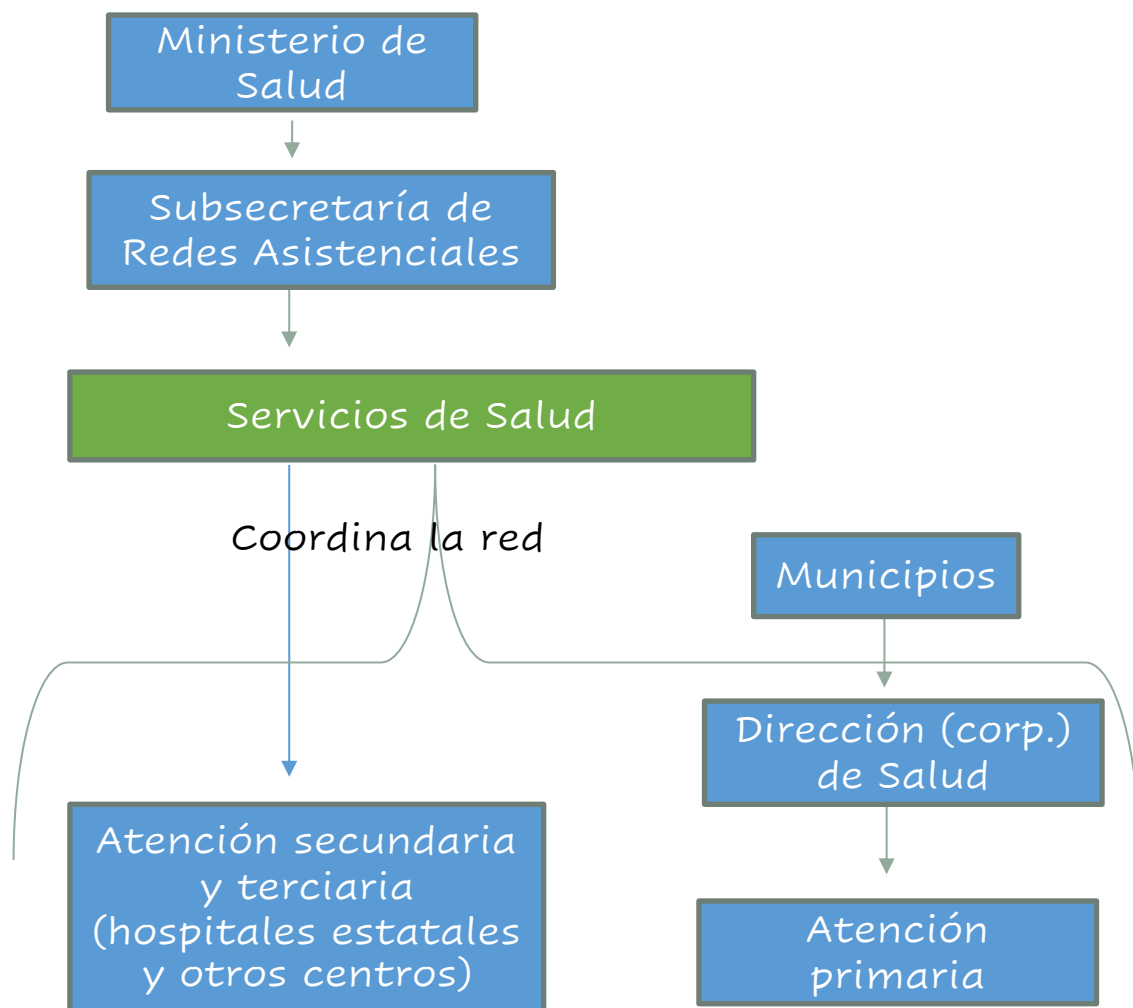 Ministerio de
Salud
Subsecretaría de
Redes Asistenciales
Servicios de Salud
Coordina la red
Municipios
Dirección (corp.)
de Salud
Atención secundaria
y terciaria
(hospitales estatales
y otros centros)
Atención
primaria